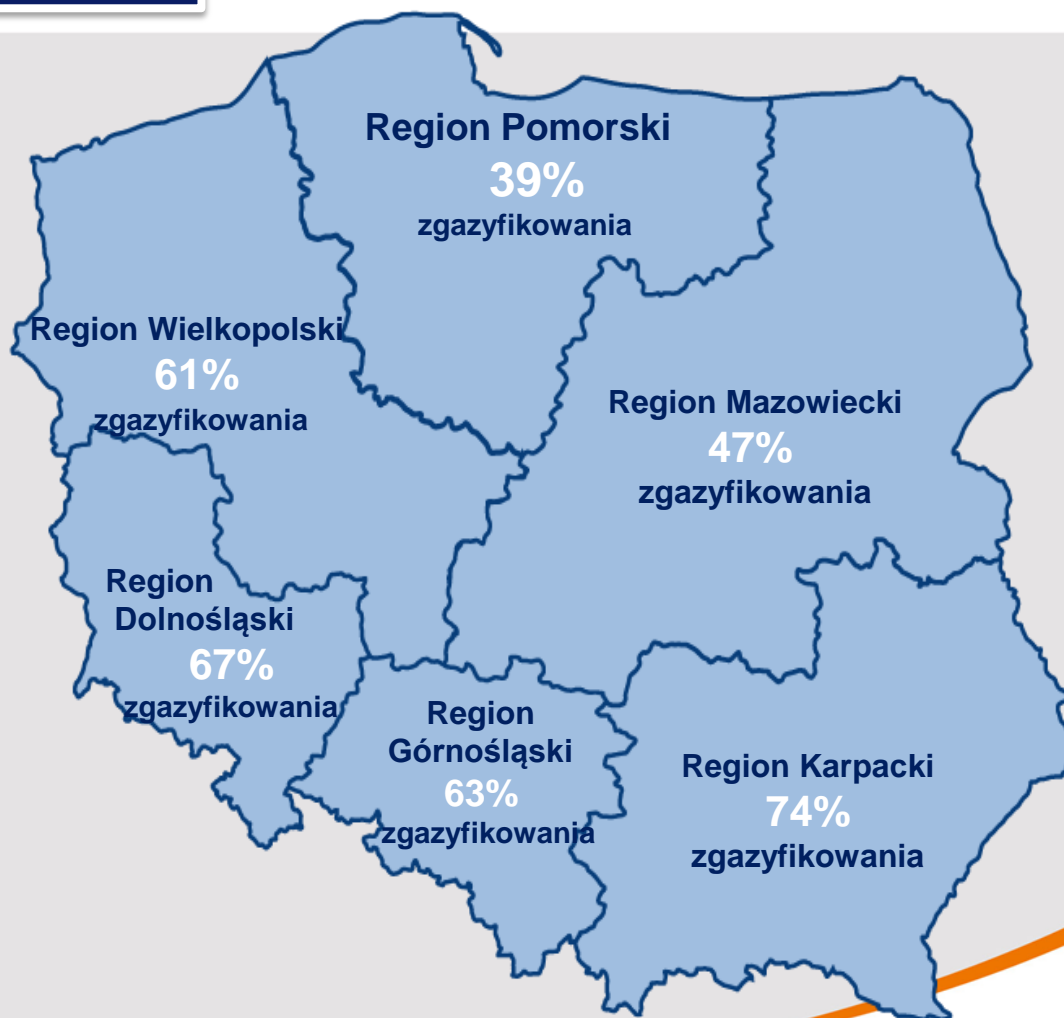 Region Pomorski
39%
zgazyfikowania
Region Wielkopolski
61%
zgazyfikowania
Region Mazowiecki
47%
zgazyfikowania
Region
Dolnośląski
67%
zgazyfikowania
Region
Górnośląski
63%
zgazyfikowania
Region Karpacki
74%
zgazyfikowania